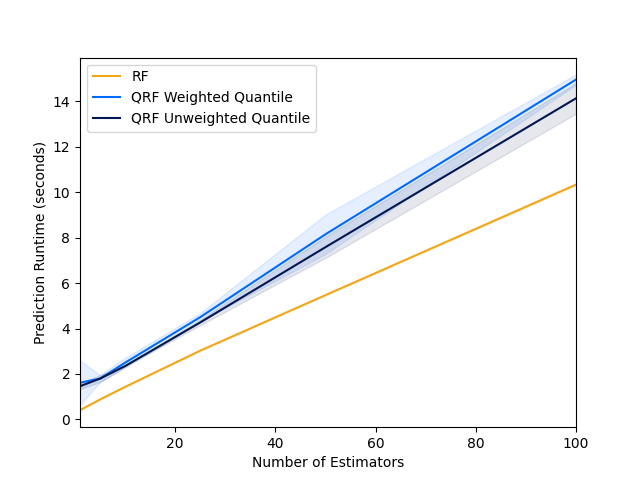 RF
QRF Weighted Quantile
QRF Unweighted Quantile
Prediction Runtime (seconds)
14
12
10
8
6
4
2
0
20 40 60 80 100
Number of Estimators